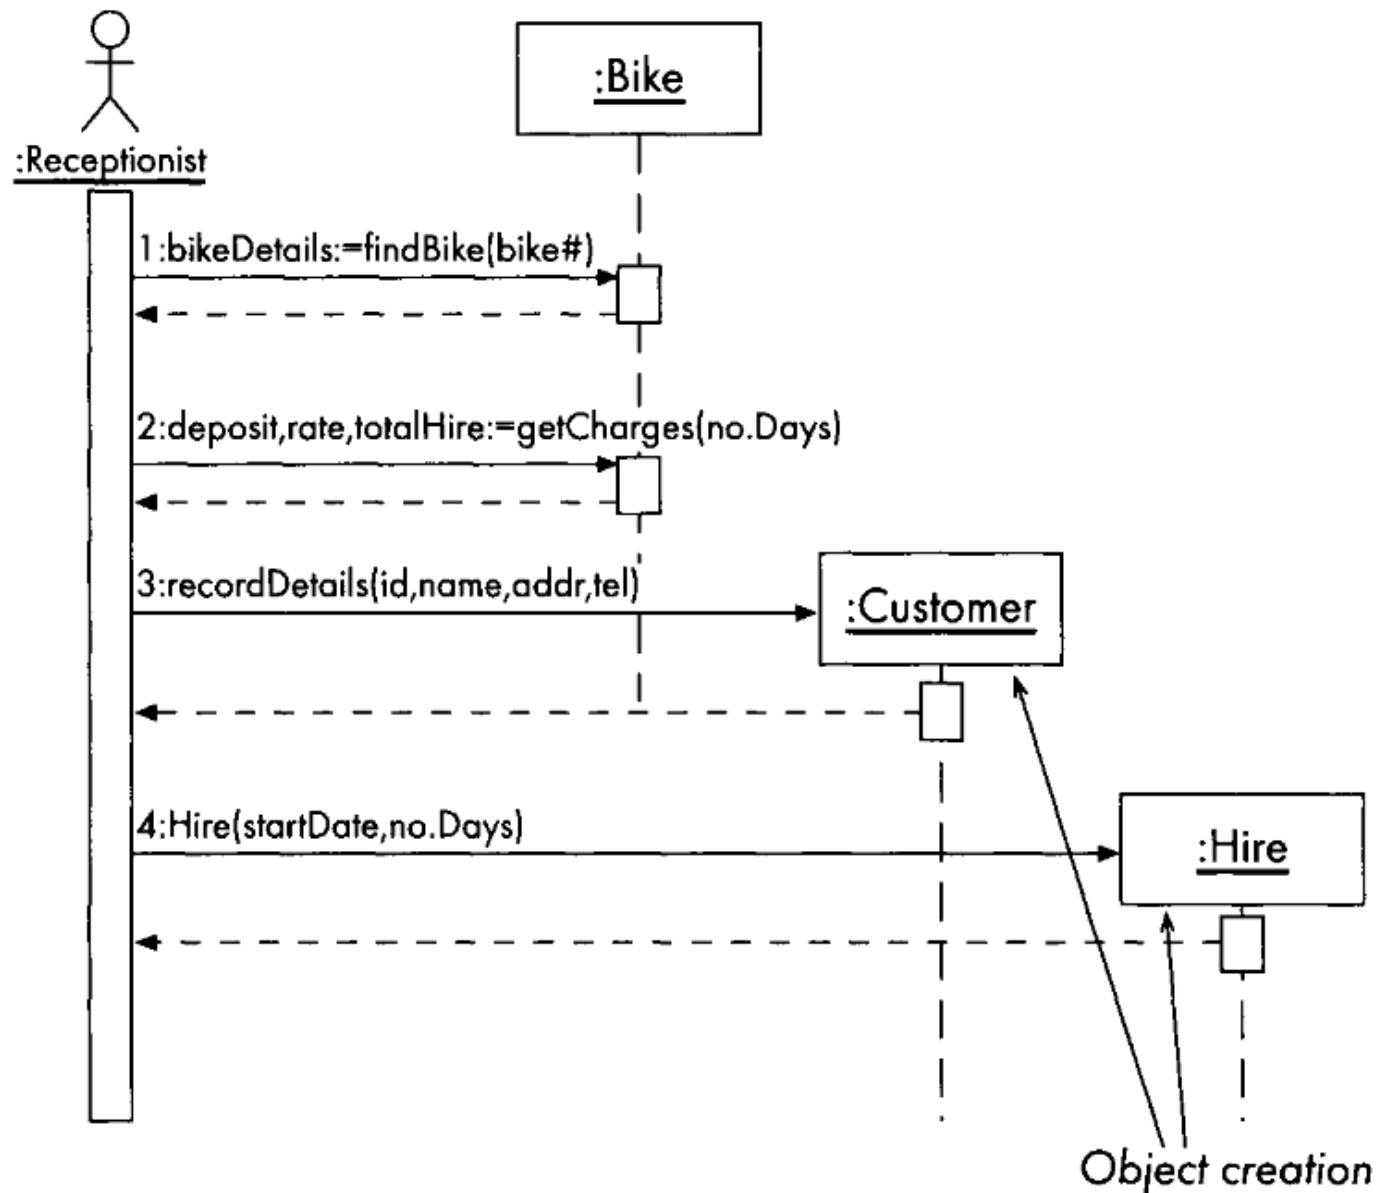 :Bike
:Receptionist
1:bikeDetails:=findBike(bike#)
2:deposit,rate,totalHire:=getCharges(no.Days)
3:recordDetails(id,name,addr,tel)
:Customer
4:Hire(startDate,no.Days)
:Hire
Object creation